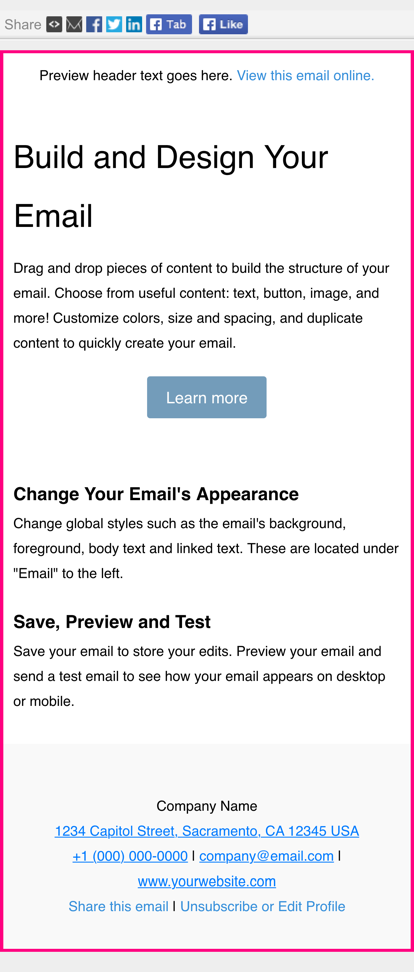 Share Tab Like
Preview header text goes here. View this email online.
Build and Design Your
Email
Drag and drop pieces of content to build the structure of your
email. Choose from useful content: text, button, image, and
more! Customize colors, size and spacing, and duplicate
content to quickly create your email.
Learn more
Change Your Email's Appearance
Change global styles such as the email's background,
foreground, body text and linked text. These are located under
"Email" to the left.
Save, Preview and Test
Save your email to store your edits. Preview your email and
send a test email to see how your email appears on desktop
or mobile.
Company Name
1234 Capitol Street, Sacramento, CA 12345 USA
+1 (000) 000-0000 | company@email.com |
www.yourwebsite.com
Share this email | Unsubscribe or Edit Profile